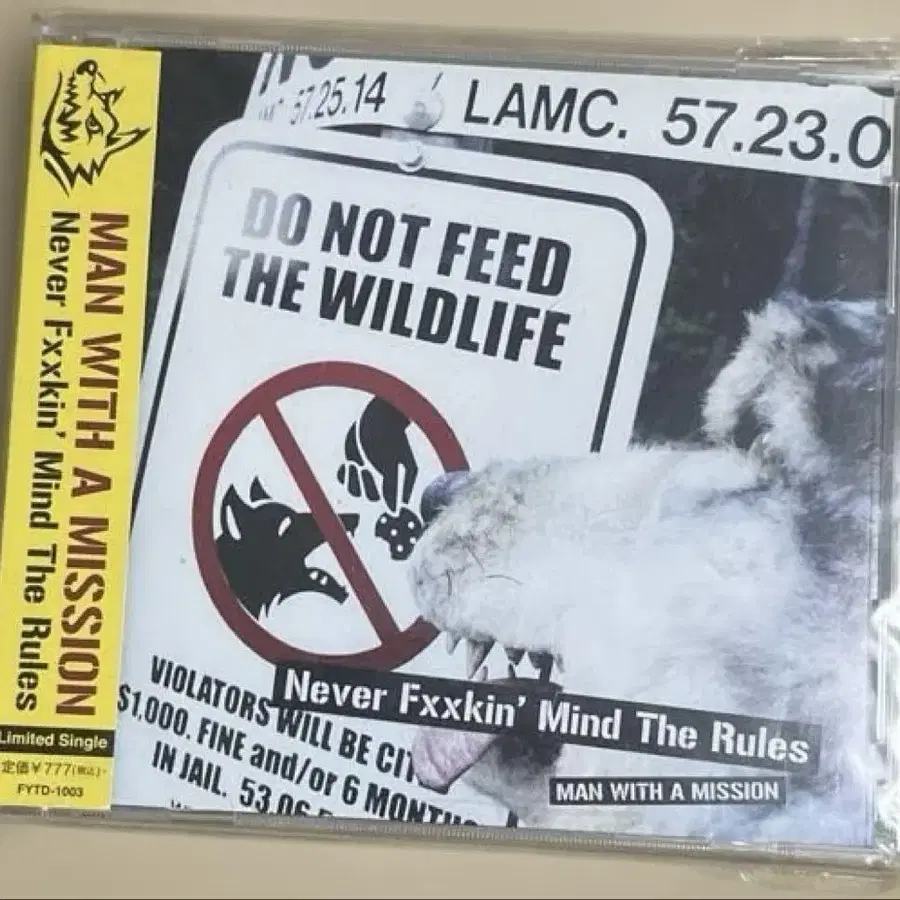 MAN WITH A MISSION
Never Fxxkin' Mind The Rules
Limited Single
定価¥777(税込)
FYTD-1003
57.25.14
LAMC. 57.23.0
DO NOT FEED
THE WILDLIFE
VIOLATORS WILL BE CIT
$1,000. FINE and/or 6 MONTHS
IN JAIL. 53.06
Never Fxxkin' Mind The Rules
MAN WITH A MISSION